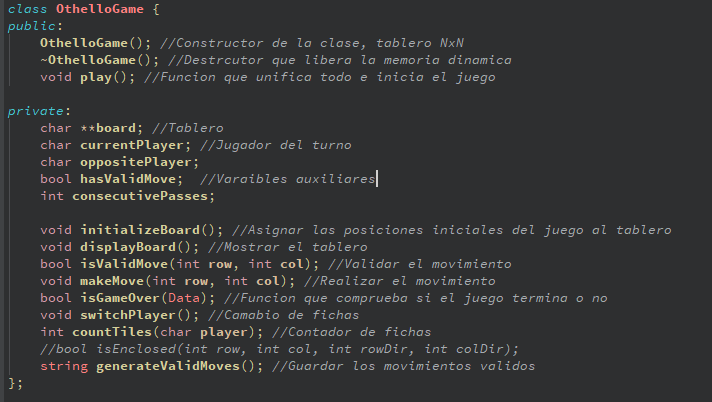 class OthelloGame {
public:
OthelloGame(); //Constructor de la clase, tablero NxN
~OthelloGame(); //Destrcutor que libera la memoria dinamica
void play(); //Funcion que unifica todo e inicia el juego
private:
char **board; //Tablero
char currentPlayer; //Jugador del turno
char oppositePlayer;
bool hasValidMove; //Varaibles auxiliares
int consecutivePasses;
void initializeBoard(); //Asignar las posiciones iniciales del juego al tablero
void displayBoard(); //Mostrar el tablero
bool isValidMove(int row, int col); //Validar el movimiento
void makeMove(int row, int col); //Realizar el movimiento
bool isGameOver(Data); //Funcion que comprueba si el juego termina o no
void switchPlayer(); //Camabio de fichas
int countTiles(char player); //Contador de fichas
//bool isEnclosed(int row, int col, int rowDir, int colDir);
string generateValidMoves(); //Guardar los movimientos validos
};